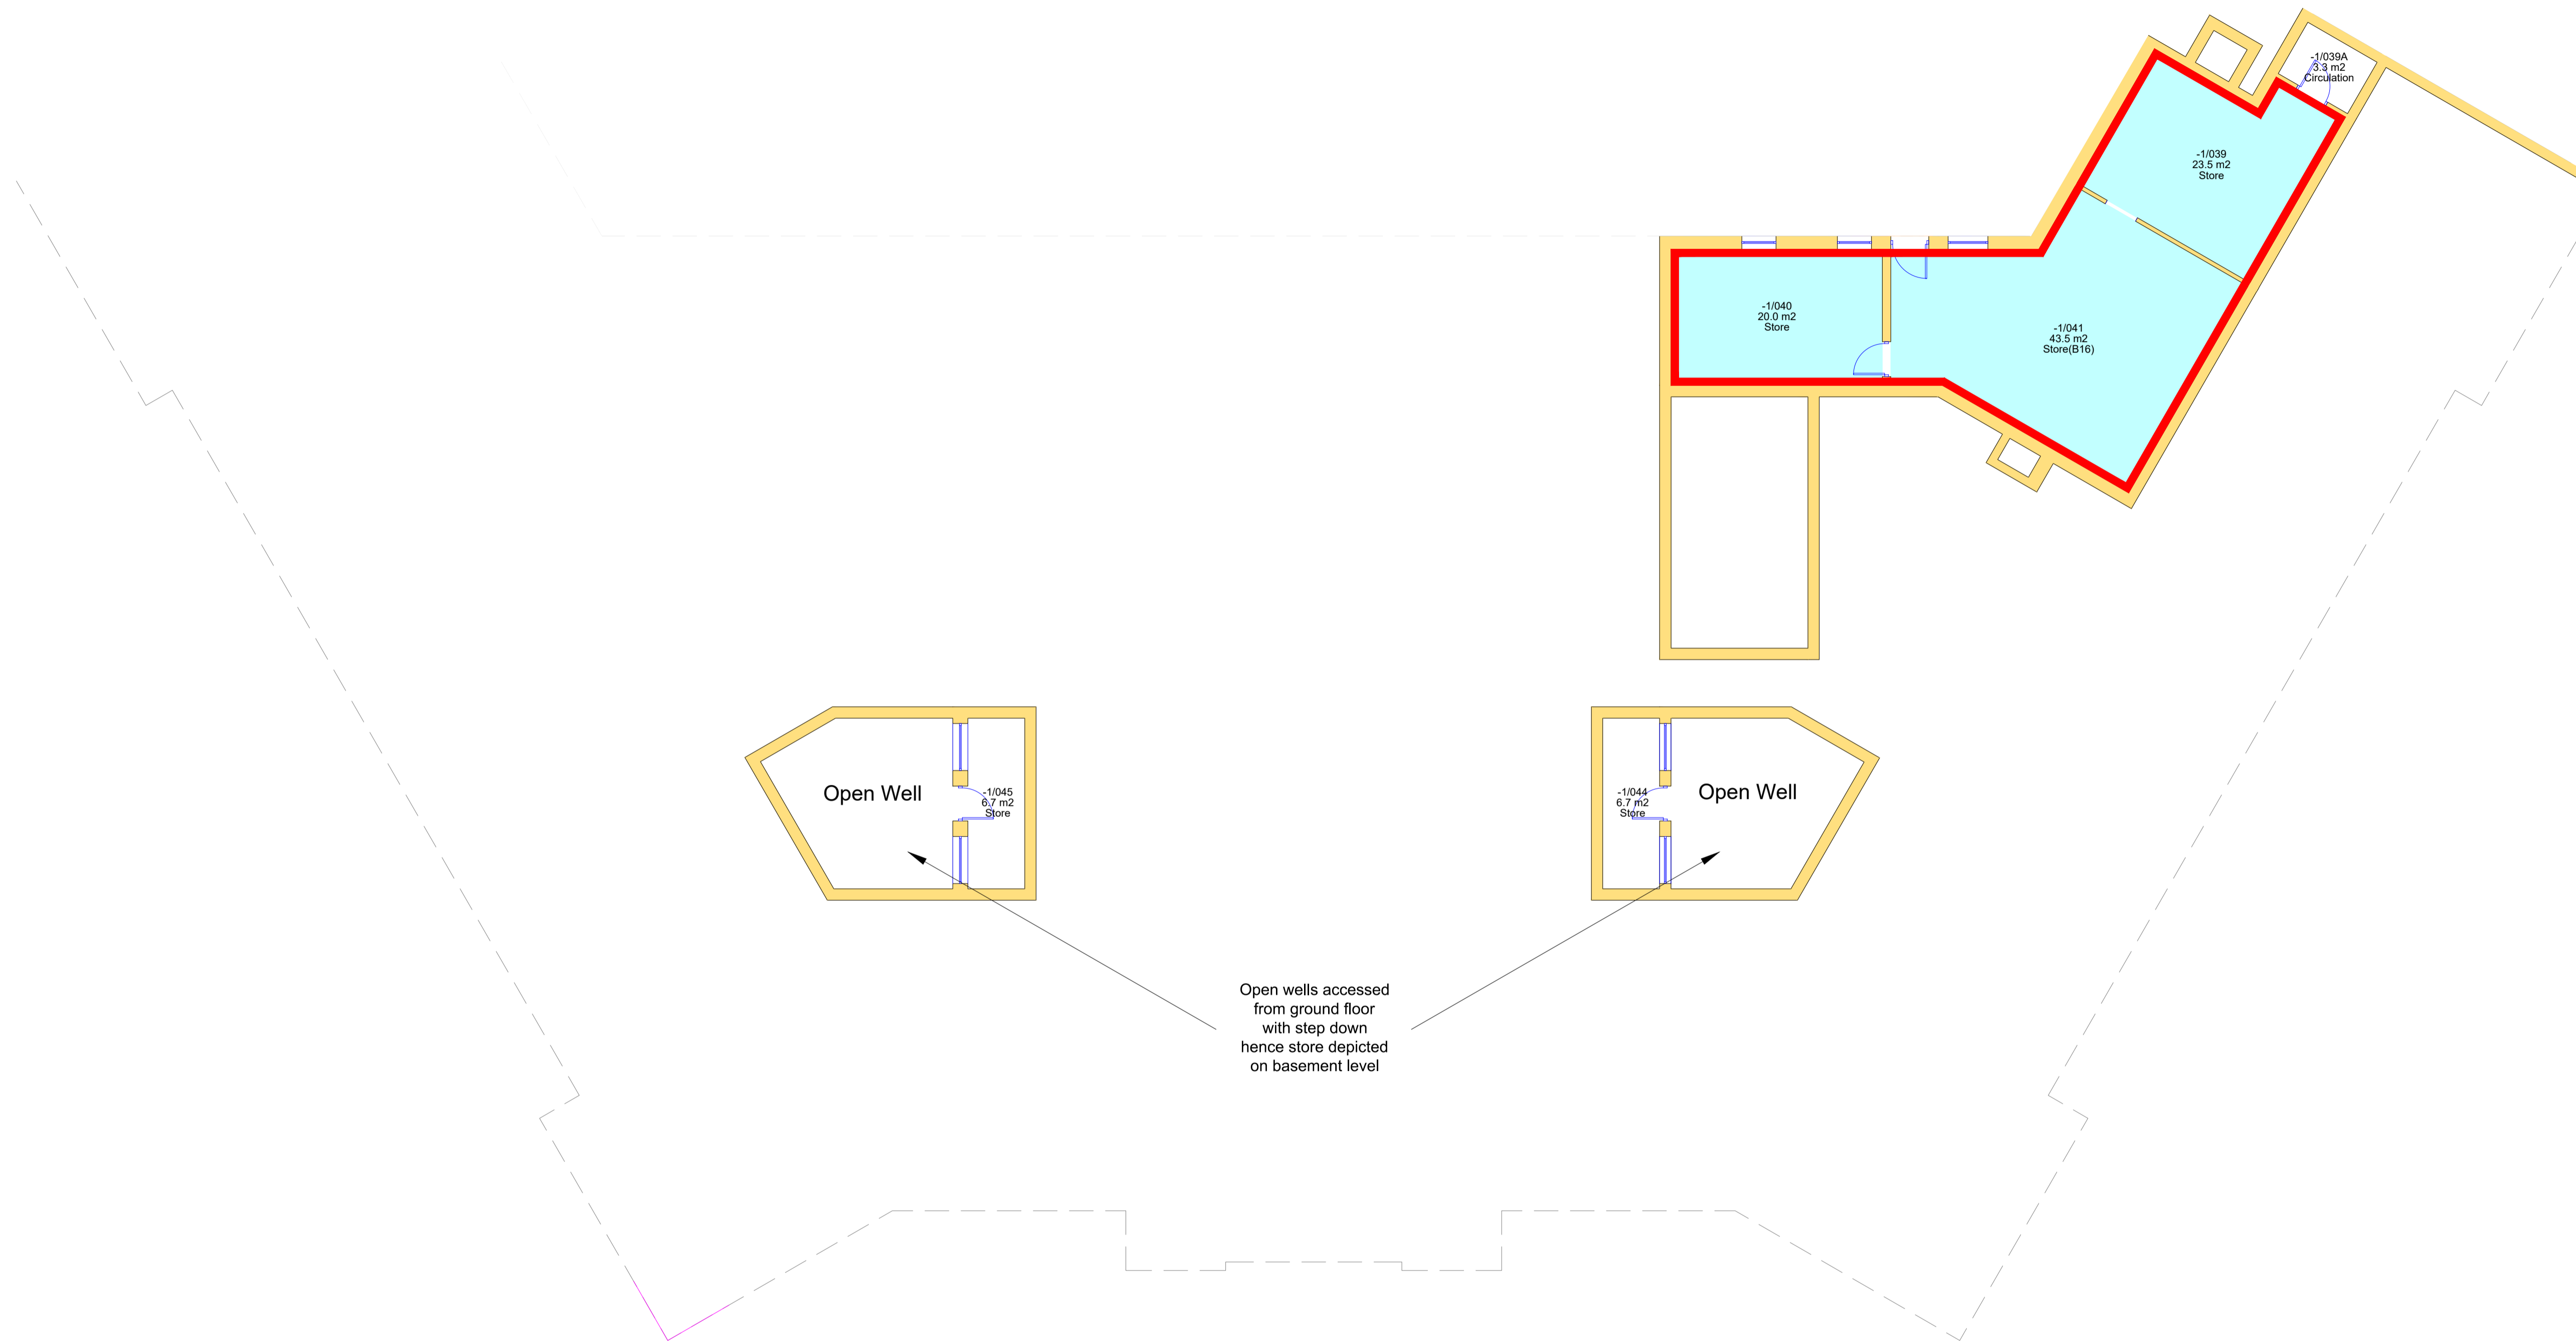 -1/039A
3.3 m2
Circulation
-1/039
23.5 m2
Store
-1/040
20.0 m2
Store
-1/041
43.5 m2
Store(B16)
Open Well
-1/045
6.7 m2
Store
-1/044
6.7 m2
Store
Open Well
Open wells accessed
from ground floor
with step down
hence store depicted
on basement level